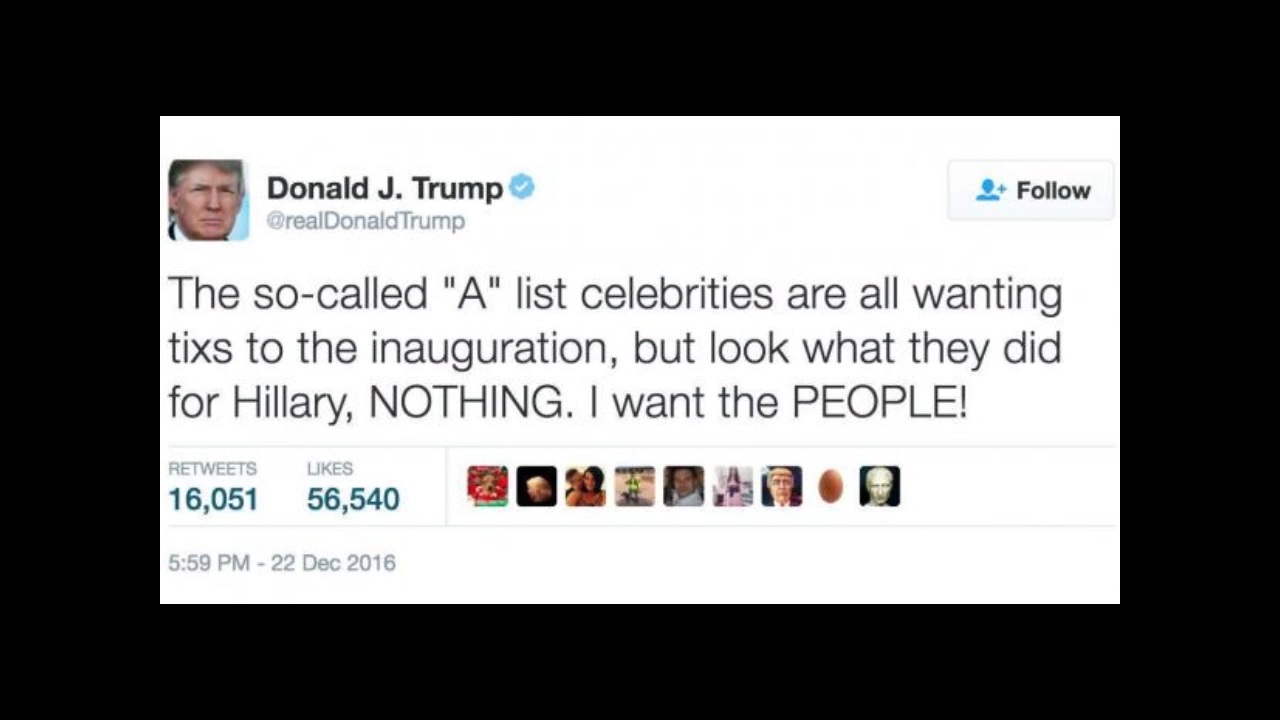 Donald J. Trump
@realDonaldTrump
Follow
The so-called "A" list celebrities are all wanting
tixs to the inauguration, but look what they did
for Hillary, NOTHING. I want the PEOPLE!
RETWEETS LIKES
16,051 56,540
5:59 PM - 22 Dec 2016